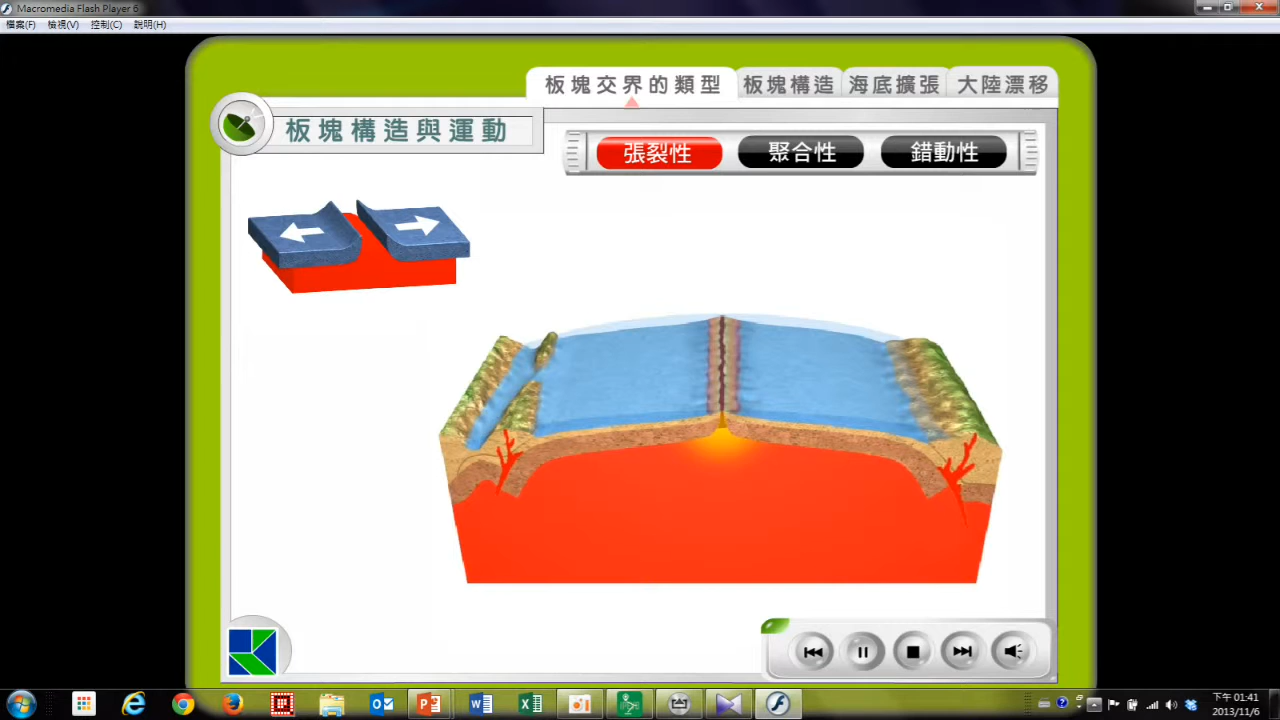 Macromedia Flash Player 6
檔案(F) 檢視(V) 控制(C) 說明(H)
板塊交界的類型 板塊構造 海底擴張 大陸漂移
板塊構造與運動
張裂性 聚合性 錯動性
下午 01:41
2013/11/6